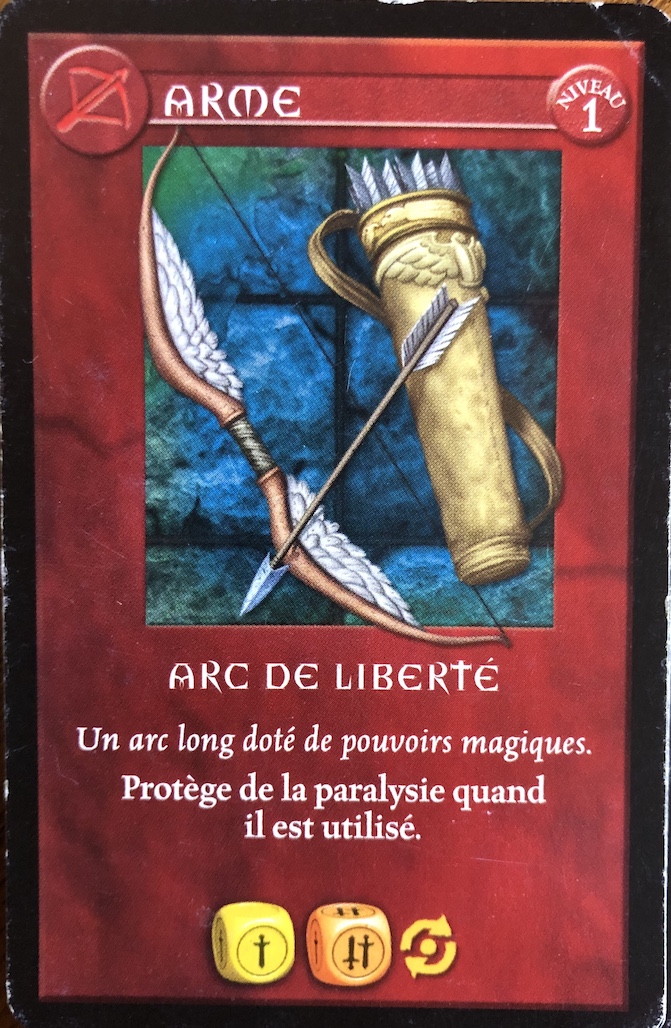 ARME
NIVEAU
1
ARC DE LIBERTÉ
Un arc long doté de pouvoirs magiques.
Protège de la paralysie quand
il est utilisé.